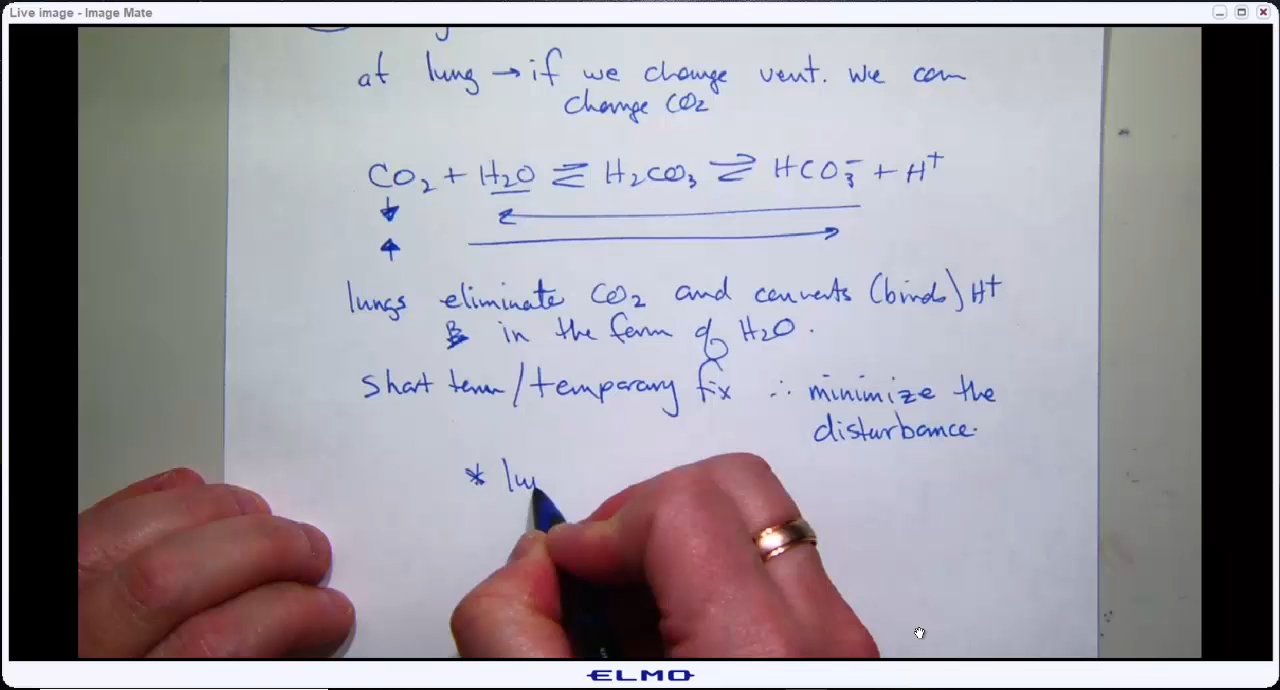 Live image - Image Mate
at lung → if we change vent. We can
change CO2
CO2 + H2O ⇌ H2CO3 ⇌ HCO3⁻ + H⁺
↓
↑
lungs eliminate CO2 and converts (binds) H⁺
in the form of H2O.
Short term/temporary fix ∴ minimize the
disturbance.
* lu
ELMO